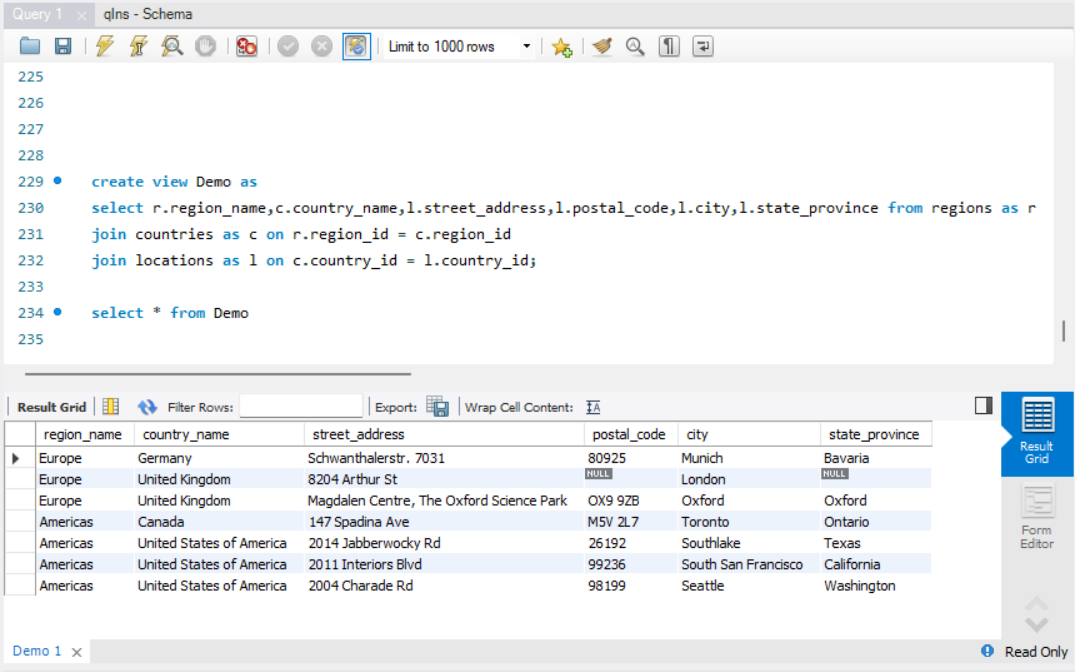 Query 1 × qlns - Schema
Limit to 1000 rows
225
226
227
228
229 create view Demo as
230 select r.region_name,c.country_name,l.street_address,l.postal_code,l.city,l.state_province from regions as r
231 join countries as c on r.region_id = c.region_id
232 join locations as l on c.country_id = l.country_id;
233
234 select * from Demo
235
Result Grid Filter Rows: Export: Wrap Cell Content: IA
region_name country_name street_address postal_code city state_province
Europe Germany Schwanthalerstr. 7031 80925 Munich Bavaria
Europe United Kingdom 8204 Arthur St NULL London NULL
Europe United Kingdom Magdalen Centre, The Oxford Science Park OX9 9ZB Oxford Oxford
Americas Canada 147 Spadina Ave M5V 2L7 Toronto Ontario
Americas United States of America 2014 Jabberwocky Rd 26192 Southlake Texas
Americas United States of America 2011 Interiors Blvd 99236 South San Francisco California
Americas United States of America 2004 Charade Rd 98199 Seattle Washington
Result
Grid
Form
Editor
Demo 1 × Read Only